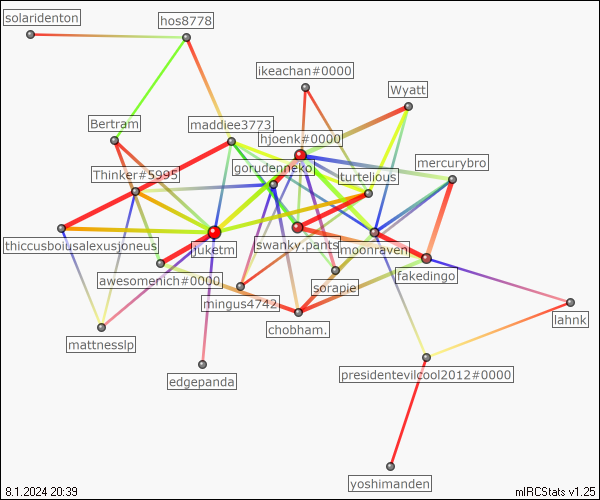 solaridenton
hos8778
ikeachan#0000
Wyatt
Bertram
maddiee3773
hjoenk#0000
mercurybro
gorudenneko
Thinker#5995
turtelious
thiccusboiusalexusjoneus
juketm
swanky.pants
moonraven
awesomenich#0000
fakedingo
sorapie
mingus4742
lahnk
chobham.
mattnesslp
presidentevilcool2012#0000
edgepanda
yoshimanden
8.1.2024 20:39
mIRCStats v1.25